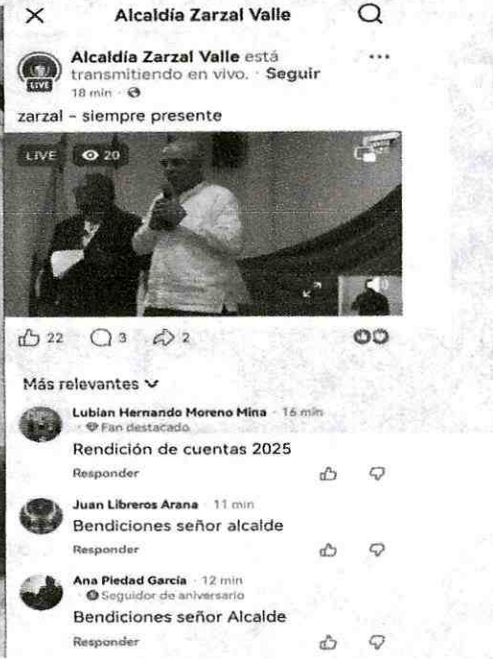 Alcaldía Zarzal Valle
Alcaldía Zarzal Valle está
transmitiendo en vivo. · Seguir
LIVE
18 min ·
zarzal - siempre presente
LIVE 20
22 3 2
Más relevantes
Lubian Hernando Moreno Mina · 16 min
· Fan destacado
Rendición de cuentas 2025
Responder
Juan Libreros Arana · 11 min
Bendiciones señor alcalde
Responder
Ana Piedad García · 12 min
· Seguidor de aniversario
Bendiciones señor Alcalde
Responder